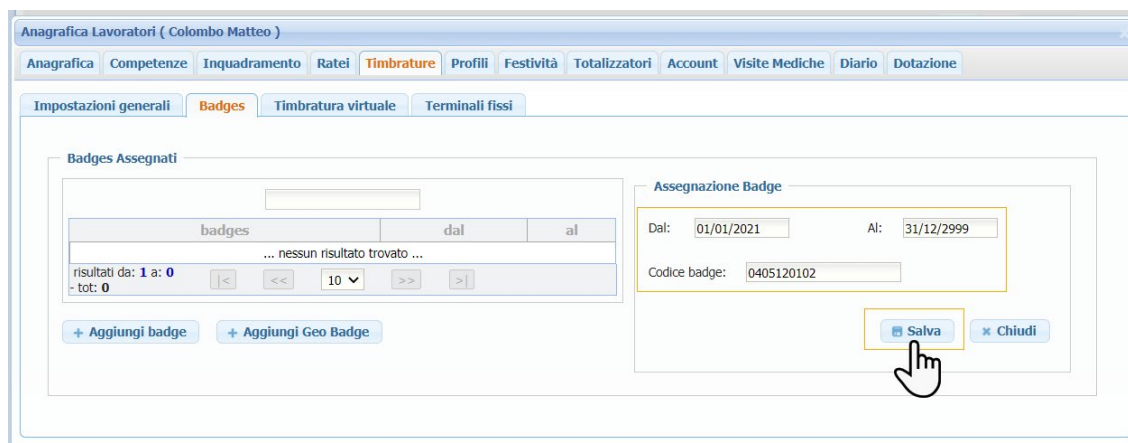 Anagrafica Lavoratori ( Colombo Matteo )
Anagrafica Competenze Inquadramento Ratei Timbrature Profili Festività Totalizzatori Account Visite Mediche Diario Dotazione
Impostazioni generali Badges Timbratura virtuale Terminali fissi
Badges Assegnati
badges dal al
... nessun risultato trovato ...
risultati da: 1 a: 0
- tot: 0
|< << 10 >> >|
+ Aggiungi badge + Aggiungi Geo Badge
Assegnazione Badge
Dal: 01/01/2021 Al: 31/12/2999
Codice badge: 0405120102
Salva × Chiudi